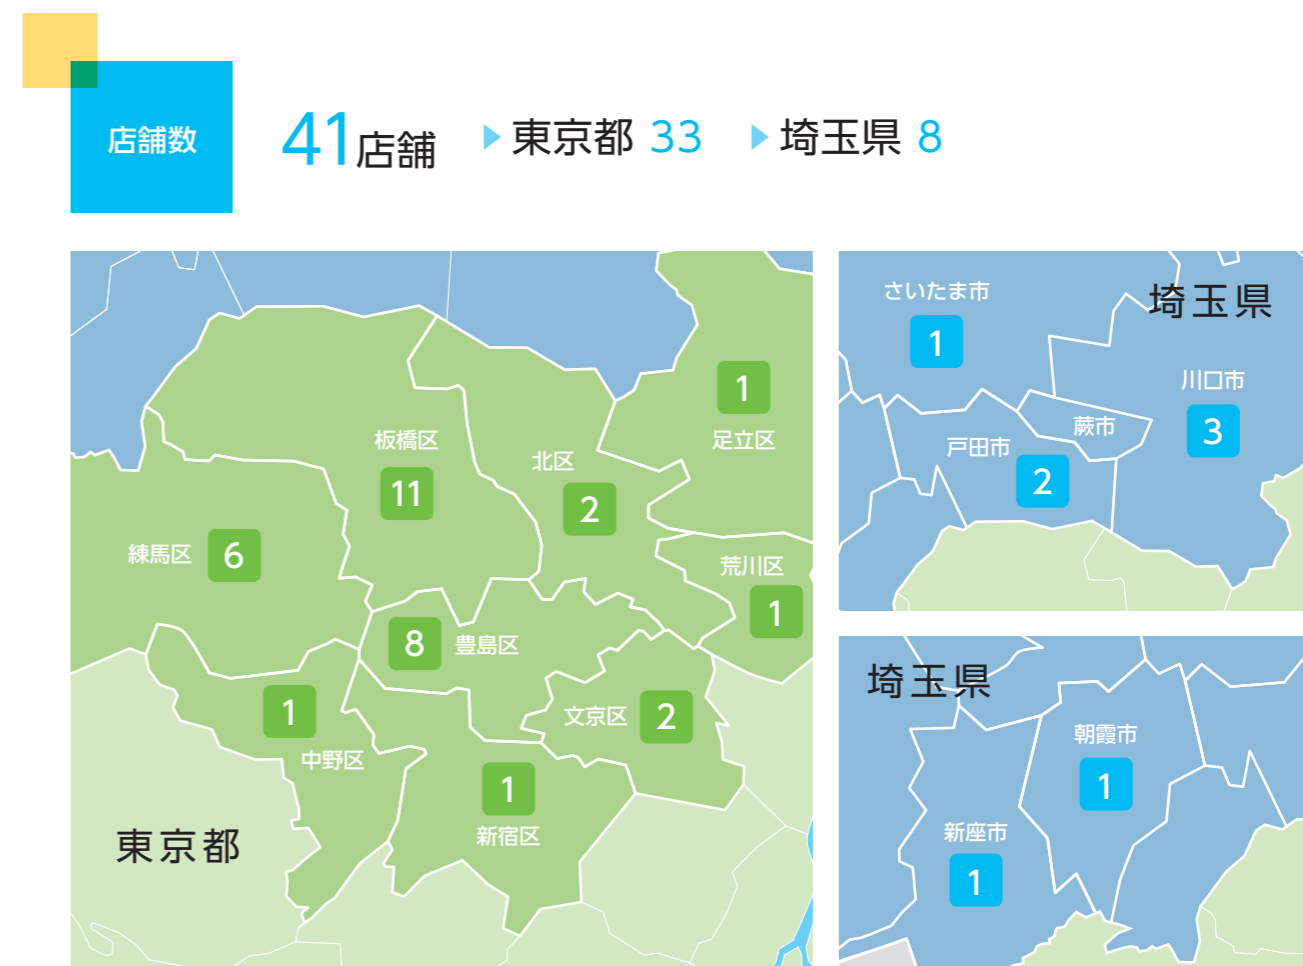 店舗数
41店舗 ▶東京都 33 ▶埼玉県 8
板橋区
11
北区
2
1
足立区
練馬区 6
荒川区
1
8 豊島区
文京区 2
1
中野区
1
新宿区
東京都
さいたま市
1
埼玉県
川口市
3
蕨市
戸田市
2
埼玉県
朝霞市
1
新座市
1